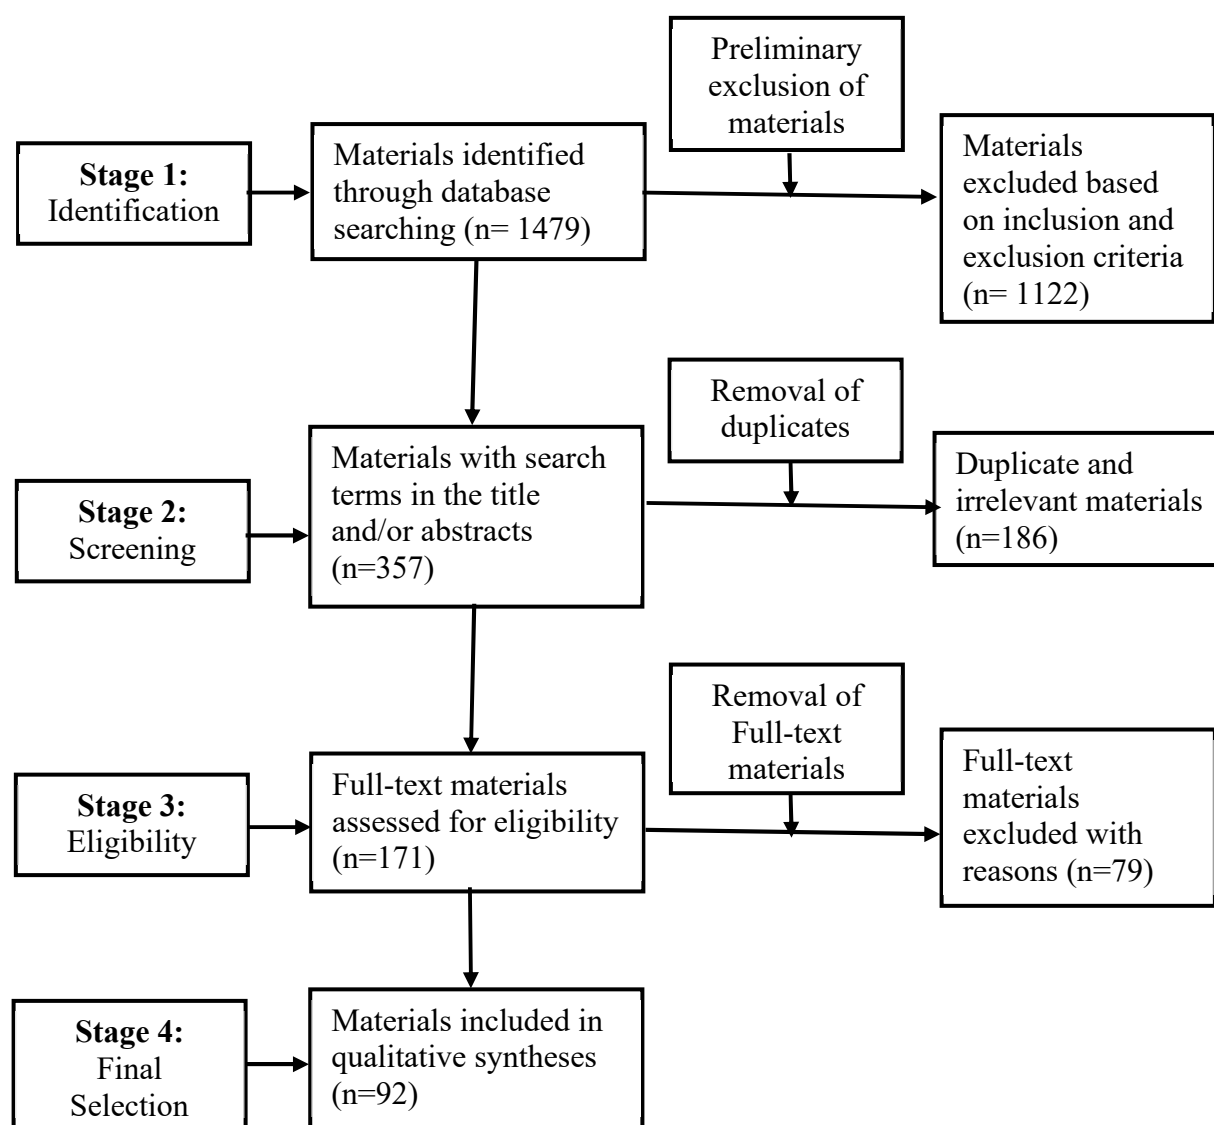 Preliminary
exclusion of
materials
Stage 1:
Identification
Materials identified
through database
searching (n= 1479)
Materials
excluded based
on inclusion and
exclusion criteria
(n= 1122)
Removal of
duplicates
Stage 2:
Screening
Materials with search
terms in the title
and/or abstracts
(n=357)
Duplicate and
irrelevant materials
(n=186)
Removal of
Full-text
materials
Stage 3:
Eligibility
Full-text materials
assessed for eligibility
(n=171)
Full-text
materials
excluded with
reasons (n=79)
Stage 4:
Final
Selection
Materials included in
qualitative syntheses
(n=92)